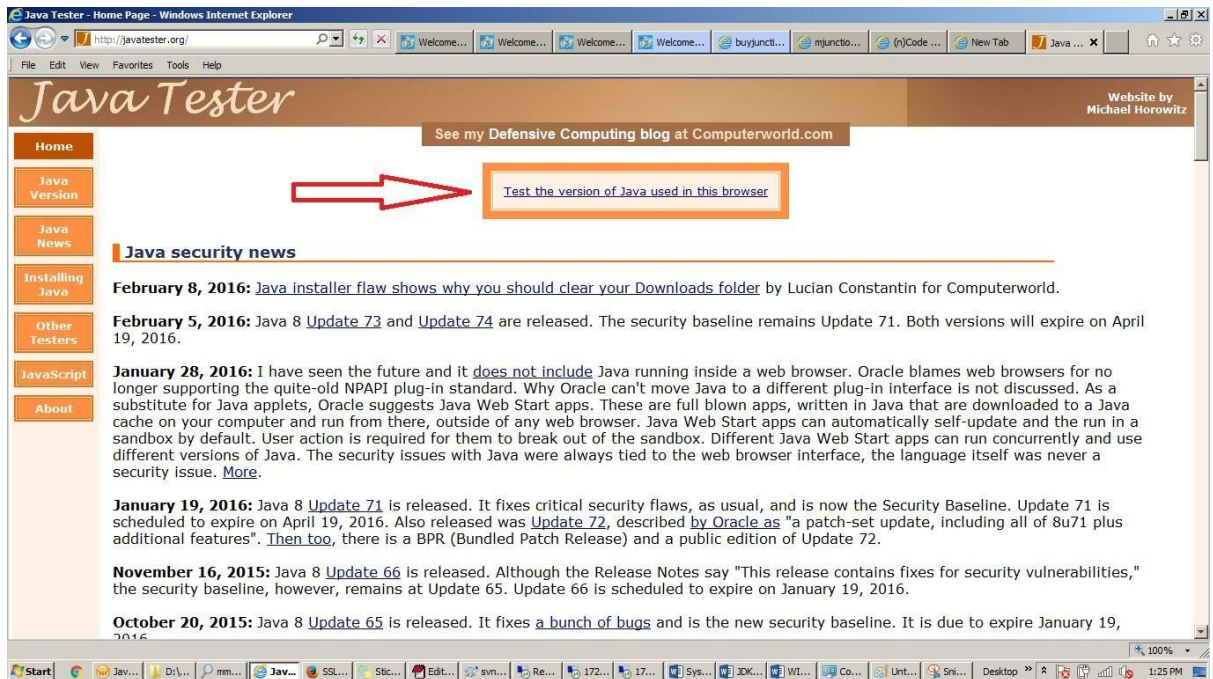 Java Tester - Home Page - Windows Internet Explorer
http://javatester.org/
Welcome... Welcome... Welcome... Welcome... buyjuncti... mjunctio... (n)Code ... New Tab Java ...
File Edit View Favorites Tools Help
Java Tester
Website by
Michael Horowitz
See my Defensive Computing blog at Computerworld.com
Home
Java
Version
Java
News
Installing
Java
Other
Testers
JavaScript
About
Test the version of Java used in this browser
Java security news
February 8, 2016: Java installer flaw shows why you should clear your Downloads folder by Lucian Constantin for Computerworld.
February 5, 2016: Java 8 Update 73 and Update 74 are released. The security baseline remains Update 71. Both versions will expire on April
19, 2016.
January 28, 2016: I have seen the future and it does not include Java running inside a web browser. Oracle blames web browsers for no
longer supporting the quite-old NPAPI plug-in standard. Why Oracle can't move Java to a different plug-in interface is not discussed. As a
substitute for Java applets, Oracle suggests Java Web Start apps. These are full blown apps, written in Java that are downloaded to a Java
cache on your computer and run from there, outside of any web browser. Java Web Start apps can automatically self-update and the run in a
sandbox by default. User action is required for them to break out of the sandbox. Different Java Web Start apps can run concurrently and use
different versions of Java. The security issues with Java were always tied to the web browser interface, the language itself was never a
security issue. More.
January 19, 2016: Java 8 Update 71 is released. It fixes critical security flaws, as usual, and is now the Security Baseline. Update 71 is
scheduled to expire on April 19, 2016. Also released was Update 72, described by Oracle as "a patch-set update, including all of 8u71 plus
additional features". Then too, there is a BPR (Bundled Patch Release) and a public edition of Update 72.
November 16, 2015: Java 8 Update 66 is released. Although the Release Notes say "This release contains fixes for security vulnerabilities,"
the security baseline, however, remains at Update 65. Update 66 is scheduled to expire on January 19, 2016.
October 20, 2015: Java 8 Update 65 is released. It fixes a bunch of bugs and is the new security baseline. It is due to expire January 19,
2016
100%
Start Jav... D:\... mm... Jav... SSL... Stic... Edit... svn... Re... 172... 17... Sys... JDK... WI... Co... Unt... Sni... Desktop 1:25 PM